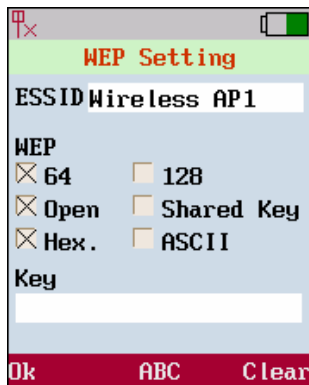 WEP Setting
ESSID Wireless AP1
WEP
64 128
Open Shared Key
Hex. ASCII
Key
Ok ABC Clear